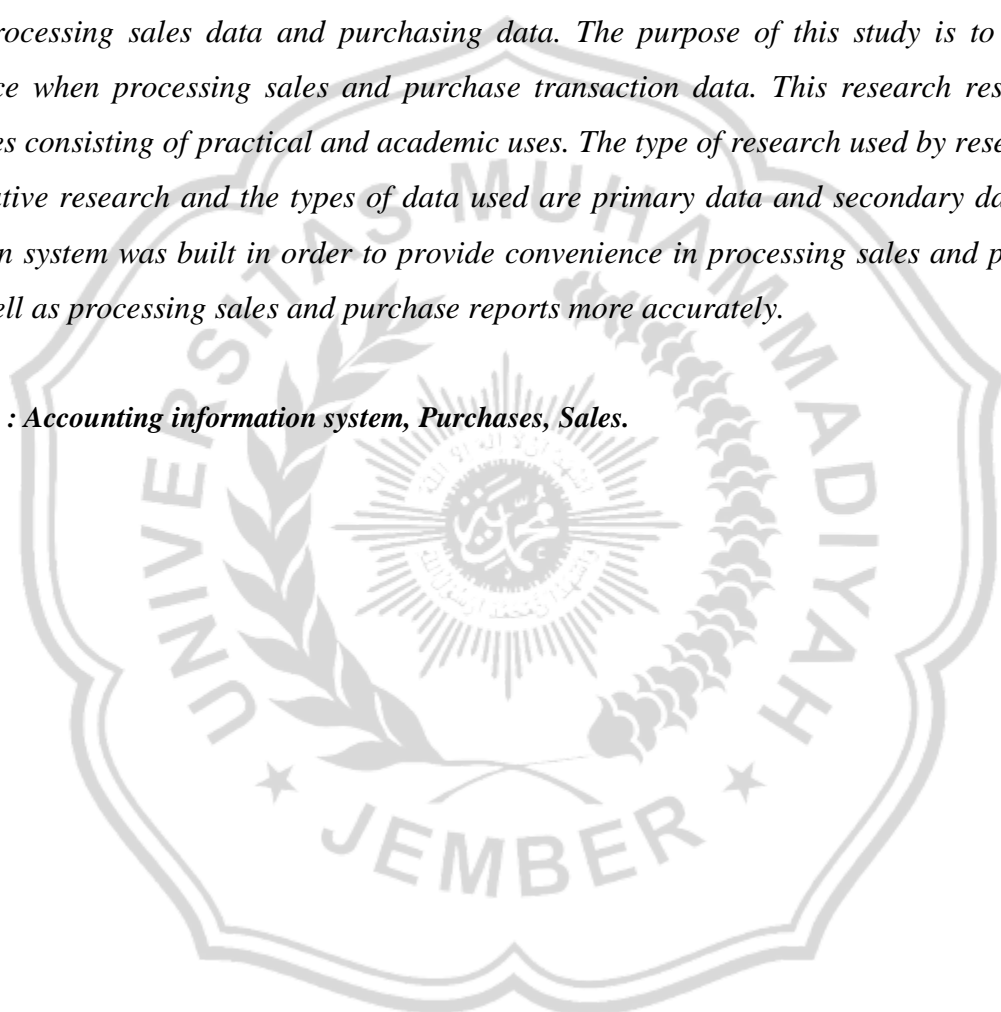 rocessing sales data and purchasing data. The purpose of this study is to
ce when processing sales and purchase transaction data. This research res
es consisting of practical and academic uses. The type of research used by rese
tive research and the types of data used are primary data and secondary da
n system was built in order to provide convenience in processing sales and p
ell as processing sales and purchase reports more accurately.
: Accounting information system, Purchases, Sales.
UNIVERSITAS MUHAMMADIYAH
JEMBER